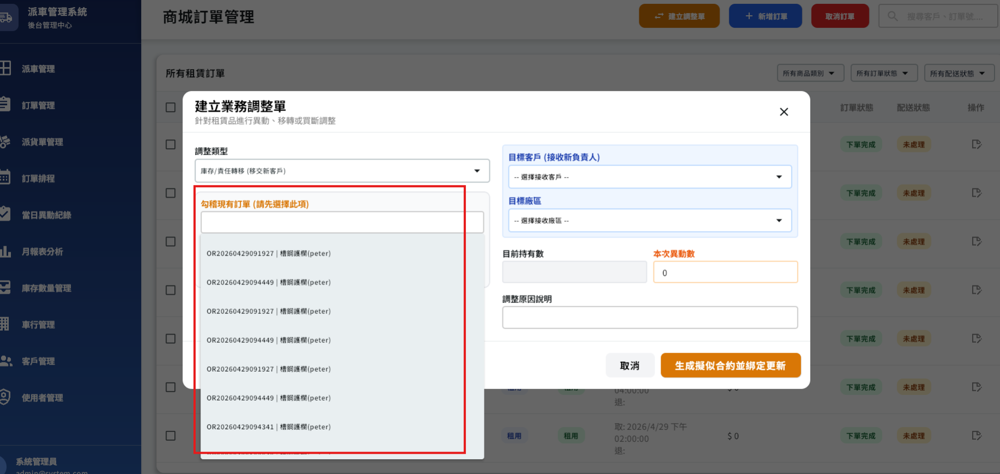 派車管理系統
後台管理中心
商城訂單管理
建立調整單
新增訂單
取消訂單
搜尋客戶、訂單號....
派車管理
訂單管理
派貨單管理
訂單排程
當日異動紀錄
月報表分析
庫存數量管理
車行管理
客戶管理
使用者管理
系統管理員
admin@system.com
所有租賃訂單
所有商品類別
所有訂單狀態
所有配送狀態
訂單狀態
配送狀態
操作
下單完成
未處理
下單完成
未處理
下單完成
未處理
下單完成
未處理
下單完成
未處理
下單完成
未處理
下單完成
未處理
建立業務調整單
針對租賃品進行異動、移轉或買斷調整
調整類型
庫存/責任轉移 (移交新客戶)
勾稽現有訂單 (請先選擇此項)
OR20260429091927 | 槽鋼護欄(peter)
OR20260429094449 | 槽鋼護欄(peter)
OR20260429091927 | 槽鋼護欄(peter)
OR20260429094449 | 槽鋼護欄(peter)
OR20260429091927 | 槽鋼護欄(peter)
OR20260429094449 | 槽鋼護欄(peter)
OR20260429094341 | 槽鋼護欄(peter)
目標客戶 (接收新負責人)
-- 選擇接收客戶 --
目標廠區
-- 選擇接收廠區 --
目前持有數
本次異動數
0
調整原因說明
取消
生成擬似合約並綁定更新
租用
租用
04:00:00
退:
$ 0
租用
租用
取: 2026/4/29 下午
02:00:00
退:
$ 0